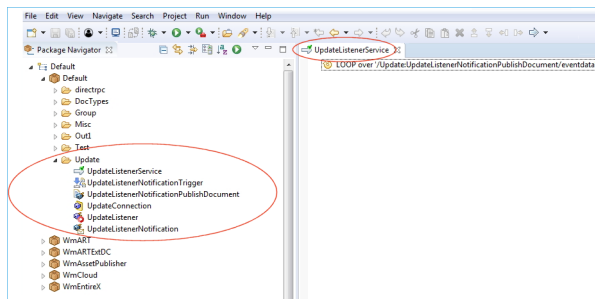 File Edit View Navigate Search Project Run Window Help
Package Navigator
UpdateListenerService
Default
Default
directrpc
DocTypes
Group
Misc
Out1
Test
Update
UpdateListenerService
UpdateListenerNotificationTrigger
UpdateListenerNotificationPublishDocument
UpdateConnection
UpdateListener
UpdateListenerNotification
WmART
WmARTExtDC
WmAssetPublisher
WmCloud
WmEntireX
LOOP over '/Update:UpdateListenerNotificationPublishDocument/eventdata